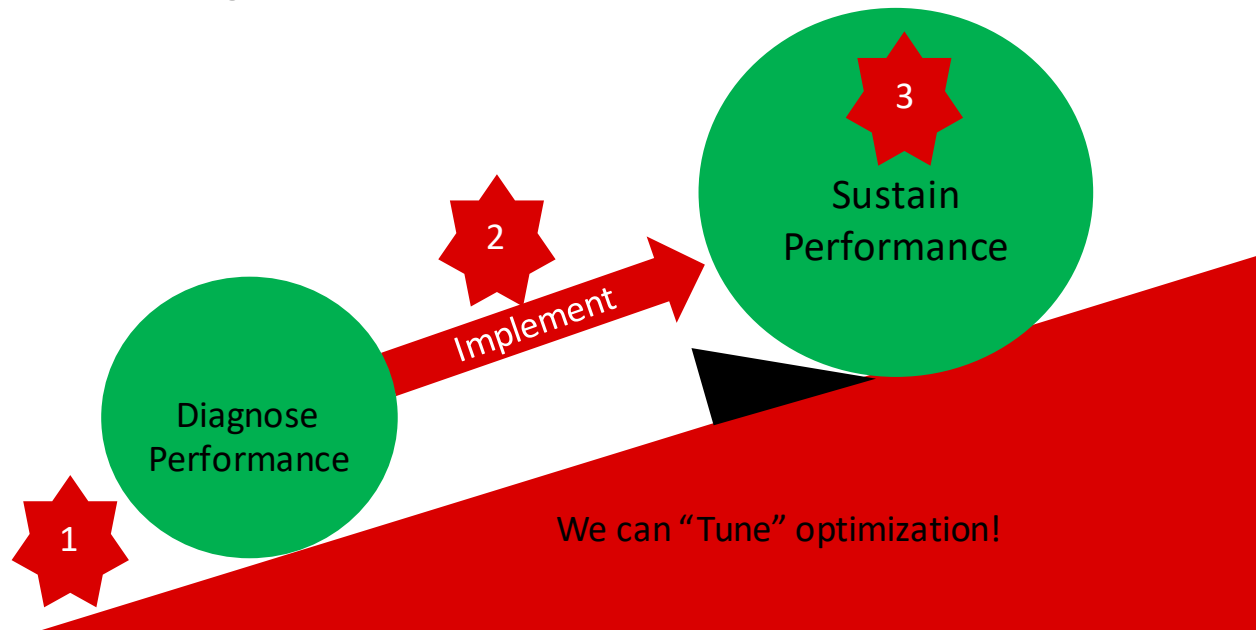 3
Sustain
Performance
2
Implement
Diagnose
Performance
1
We can “Tune” optimization!